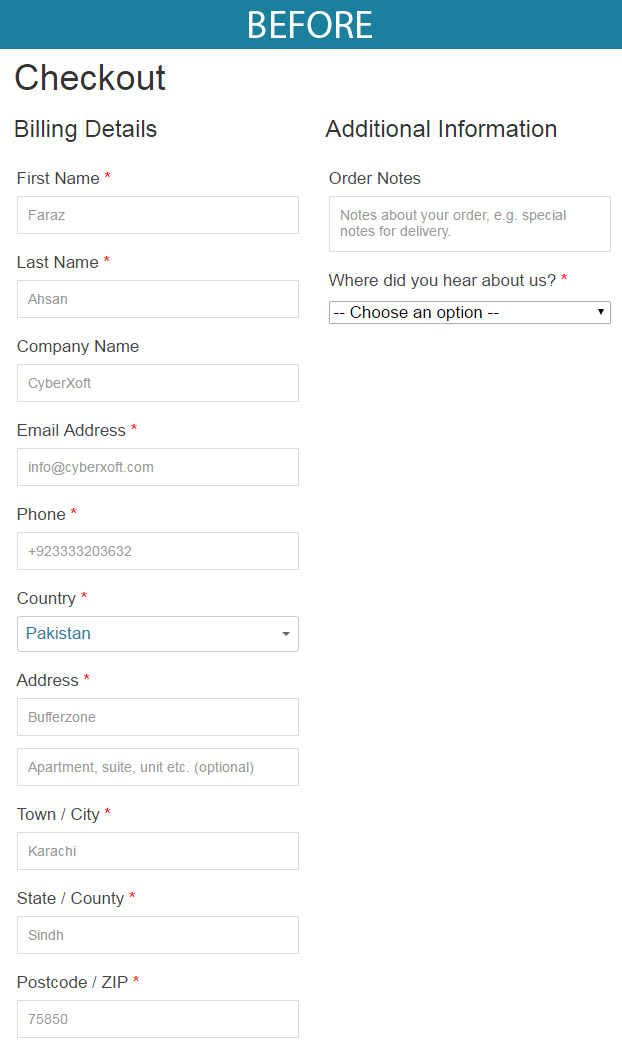 BEFORE
Checkout
Billing Details
First Name *
Faraz
Last Name *
Ahsan
Company Name
CyberXoft
Email Address *
info@cyberxoft.com
Phone *
+923333203632
Country *
Pakistan
Address *
Bufferzone
Apartment, suite, unit etc. (optional)
Town / City *
Karachi
State / County *
Sindh
Postcode / ZIP *
75850
Additional Information
Order Notes
Notes about your order, e.g. special
notes for delivery.
Where did you hear about us? *
-- Choose an option --